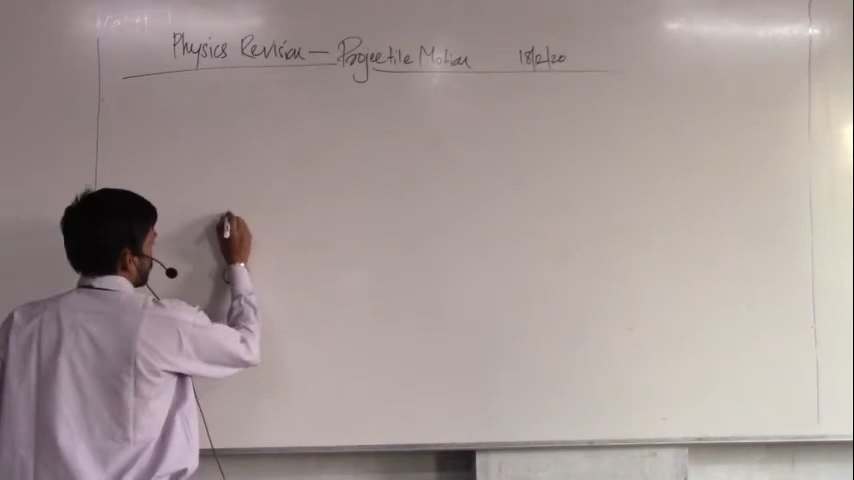 Physics Revision — Projectile Motion 18/2/20